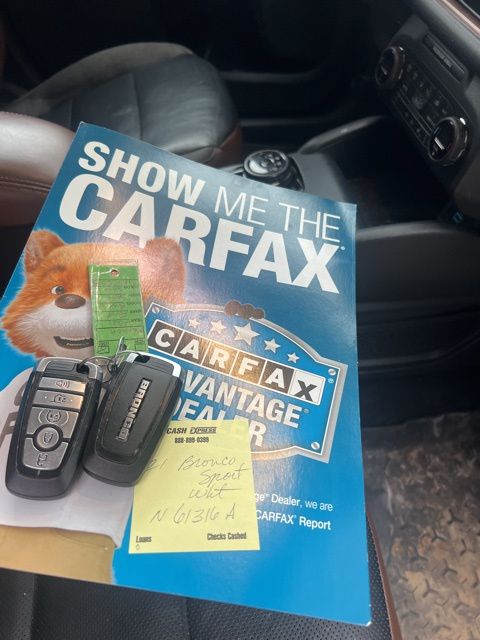 SHOW ME THE
CARFAX
CARFAX
ADVANTAGE
DEALER
BRONCO
CASH EXPRESS
888-899-0399
21 Bronco
Sport
Wht
N61316A
Loans
Checks Cashed
Dealer, we are
CARFAX Report